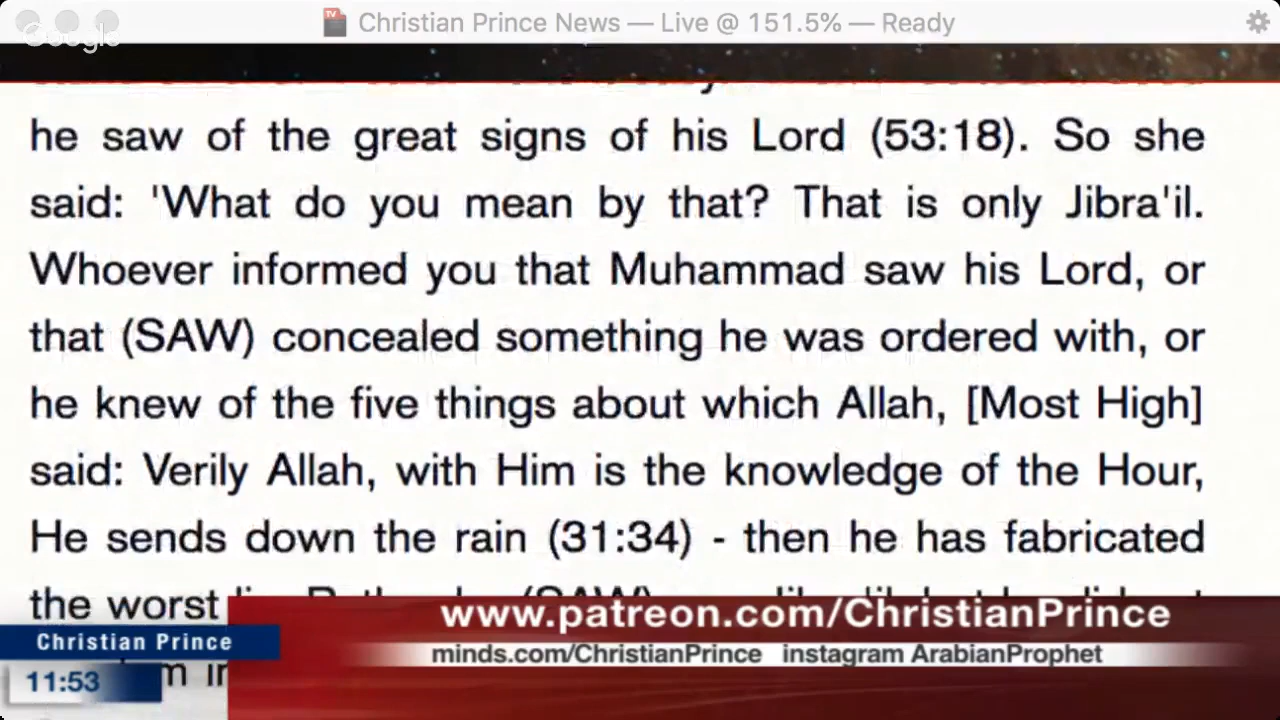 Christian Prince News — Live @ 151.5% — Ready
Google
he saw of the great signs of his Lord (53:18). So she
said: 'What do you mean by that? That is only Jibra'il.
Whoever informed you that Muhammad saw his Lord, or
that (SAW) concealed something he was ordered with, or
he knew of the five things about which Allah, [Most High]
said: Verily Allah, with Him is the knowledge of the Hour,
He sends down the rain (31:34) - then he has fabricated
the worst
www.patreon.com/ChristianPrince
Christian Prince
minds.com/ChristianPrince instagram ArabianProphet
11:53